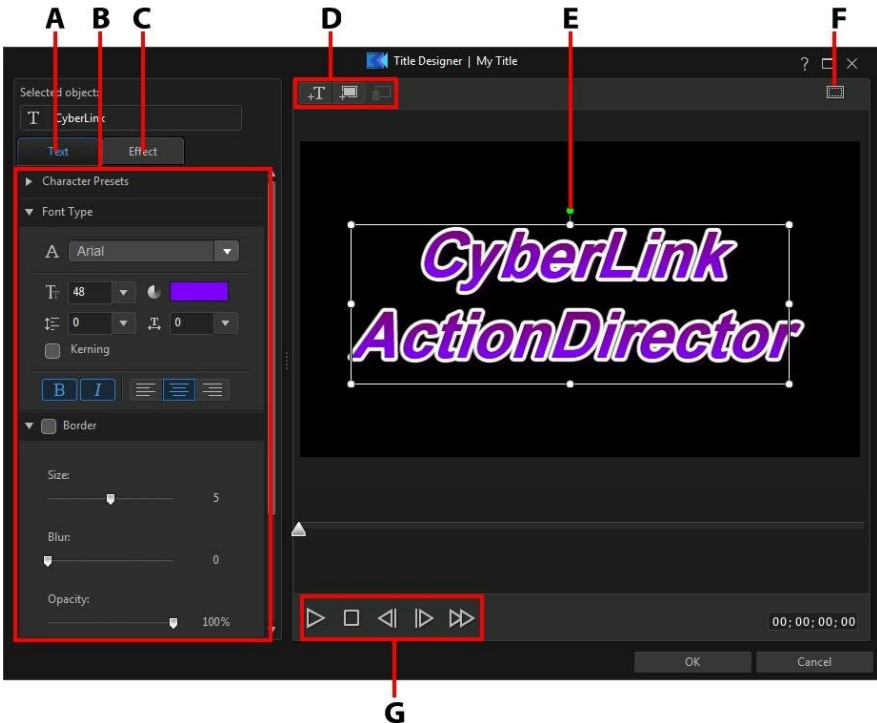 A B C D E F
Title Designer | My Title
?
Selected object:
T CyberLink
Text Effect
+T
Character Presets
Font Type
A Arial
TT 48
0 T 0
Kerning
B I
Border
Size:
5
Blur:
0
Opacity:
100%
CyberLink
ActionDirector
00;00;00;00
OK Cancel
G